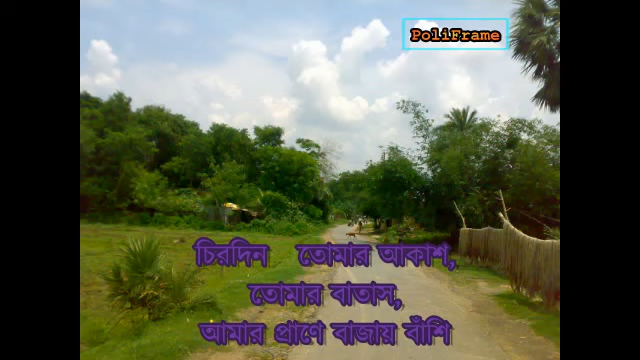 PoliFrame
চিরদিন তোমার আকাশ,
তোমার বাতাস,
আমার প্রাণে বাজায় বাঁশি